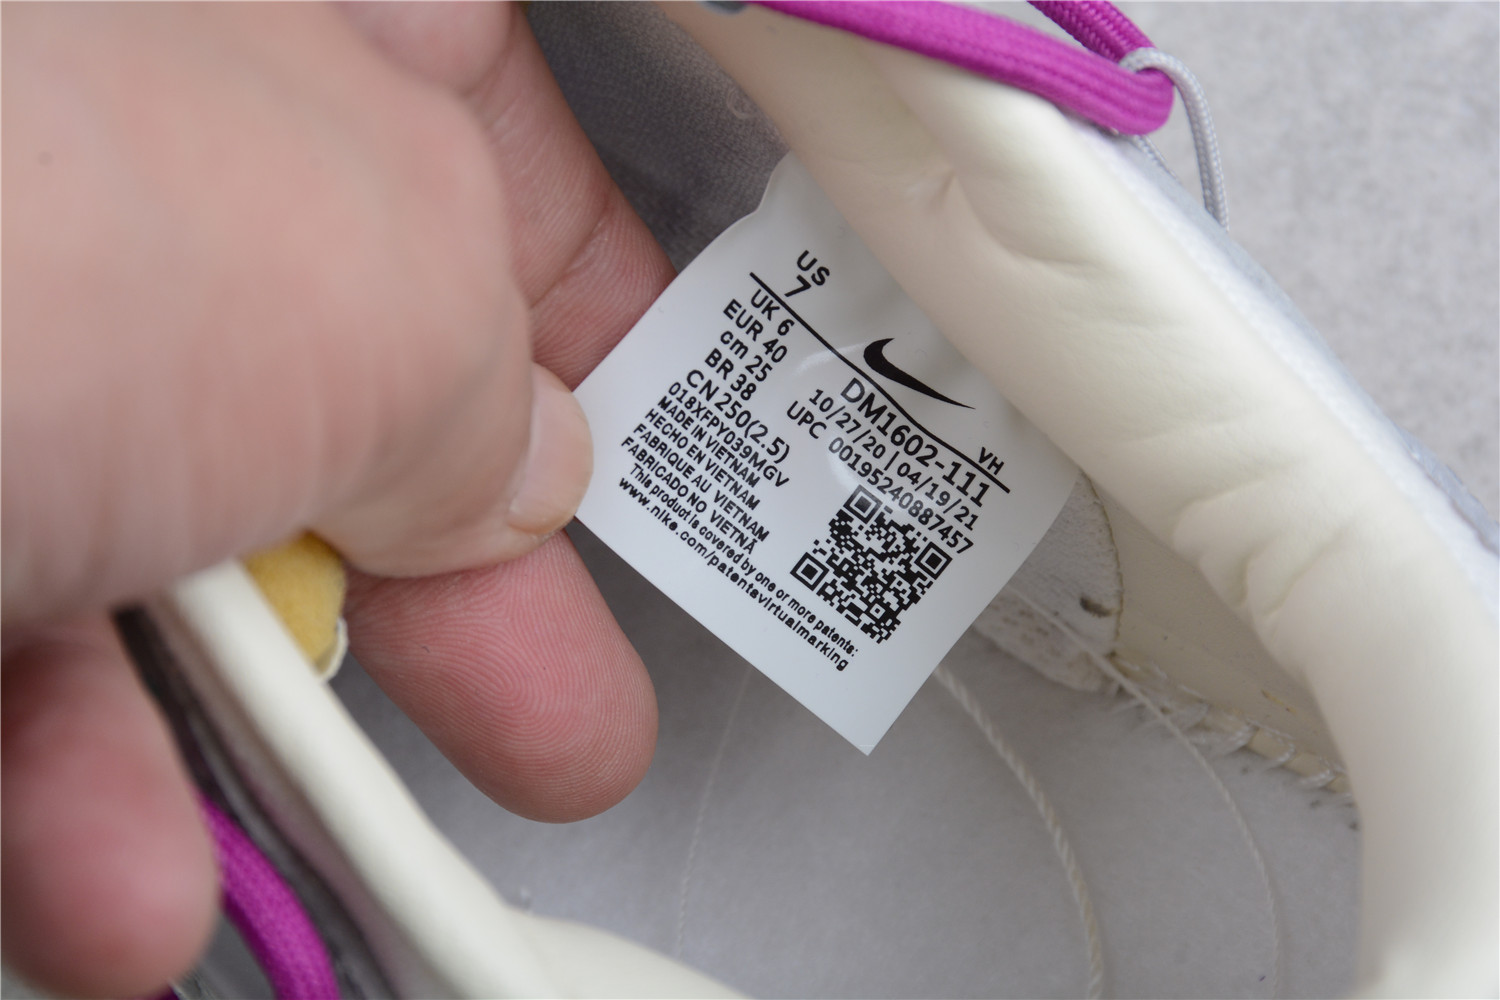 US
7
UK 6
EUR 40
cm 25
BR 38
CN 250(2.5)
018XFPY039MGV
MADE IN VIETNAM
HECHO EN VIETNAM
FABRIQUE AU VIETNAM
FABRICADO NO VIETNÃ
This product is covered by one or more patents:
www.nike.com/patentavirtualmarking
VH
DM1602-111
10/27/20 | 04/19/21
UPC 00195240887457